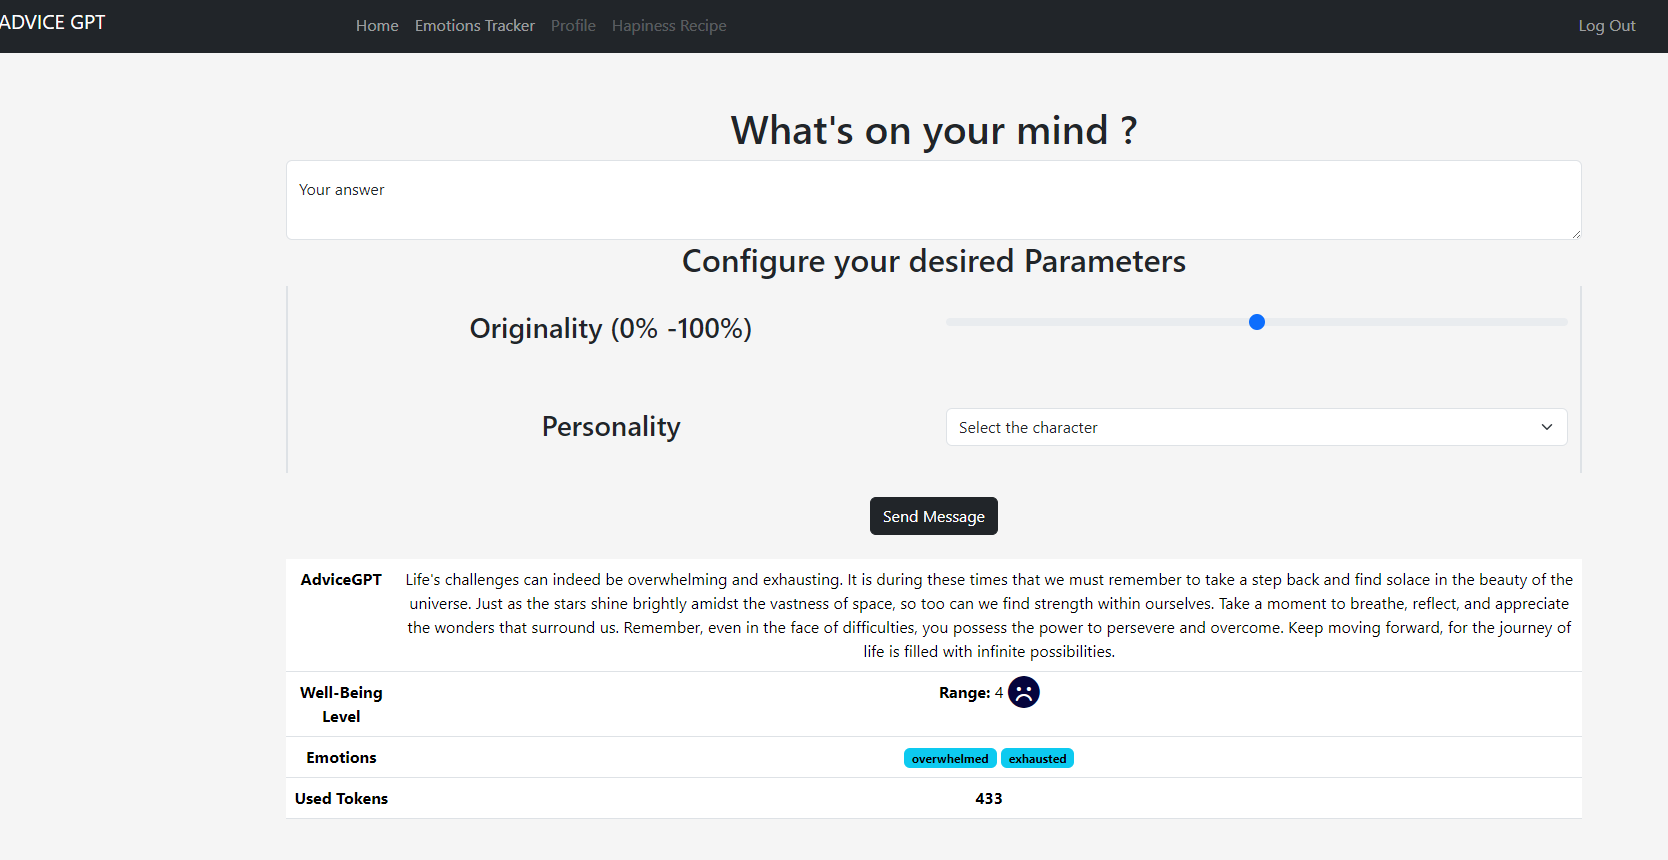 ADVICE GPT
Home Emotions Tracker Profile Hapiness Recipe Log Out
What's on your mind ?
Your answer
Configure your desired Parameters
Originality (0% -100%)
Personality
Select the character
Send Message
AdviceGPT
Life's challenges can indeed be overwhelming and exhausting. It is during these times that we must remember to take a step back and find solace in the beauty of the
universe. Just as the stars shine brightly amidst the vastness of space, so too can we find strength within ourselves. Take a moment to breathe, reflect, and appreciate
the wonders that surround us. Remember, even in the face of difficulties, you possess the power to persevere and overcome. Keep moving forward, for the journey of
life is filled with infinite possibilities.
Well-Being
Level
Range: 4
Emotions
overwhelmed exhausted
Used Tokens
433